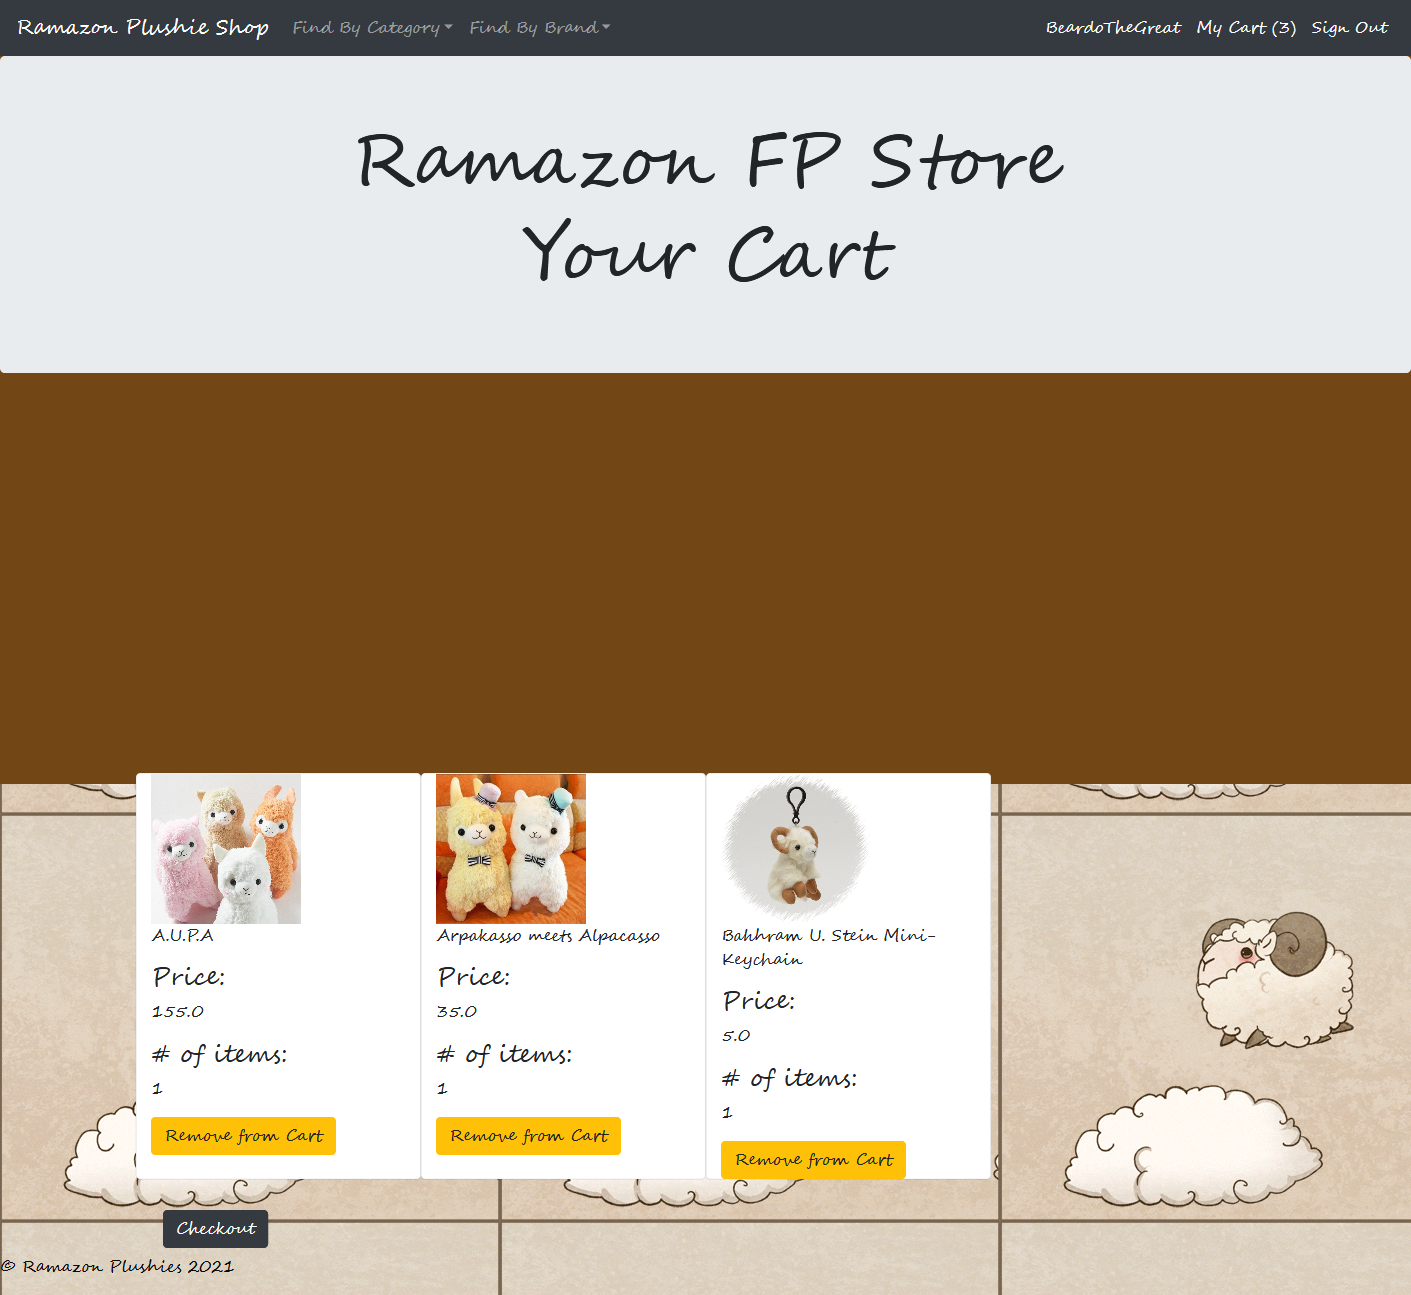 Ramazon Plushie Shop Find By Category Find By Brand BeardoTheGreat My Cart (3) Sign Out
Ramazon FP Store
Your Cart
A.U.P.A
Price:
155.0
# of items:
1
Remove from Cart
Arpakasso meets Alpacasso
Price:
35.0
# of items:
1
Remove from Cart
Bahhram U. Stein Mini-
Keychain
Price:
5.0
# of items:
1
Remove from Cart
Checkout
© Ramazon Plushies 2021